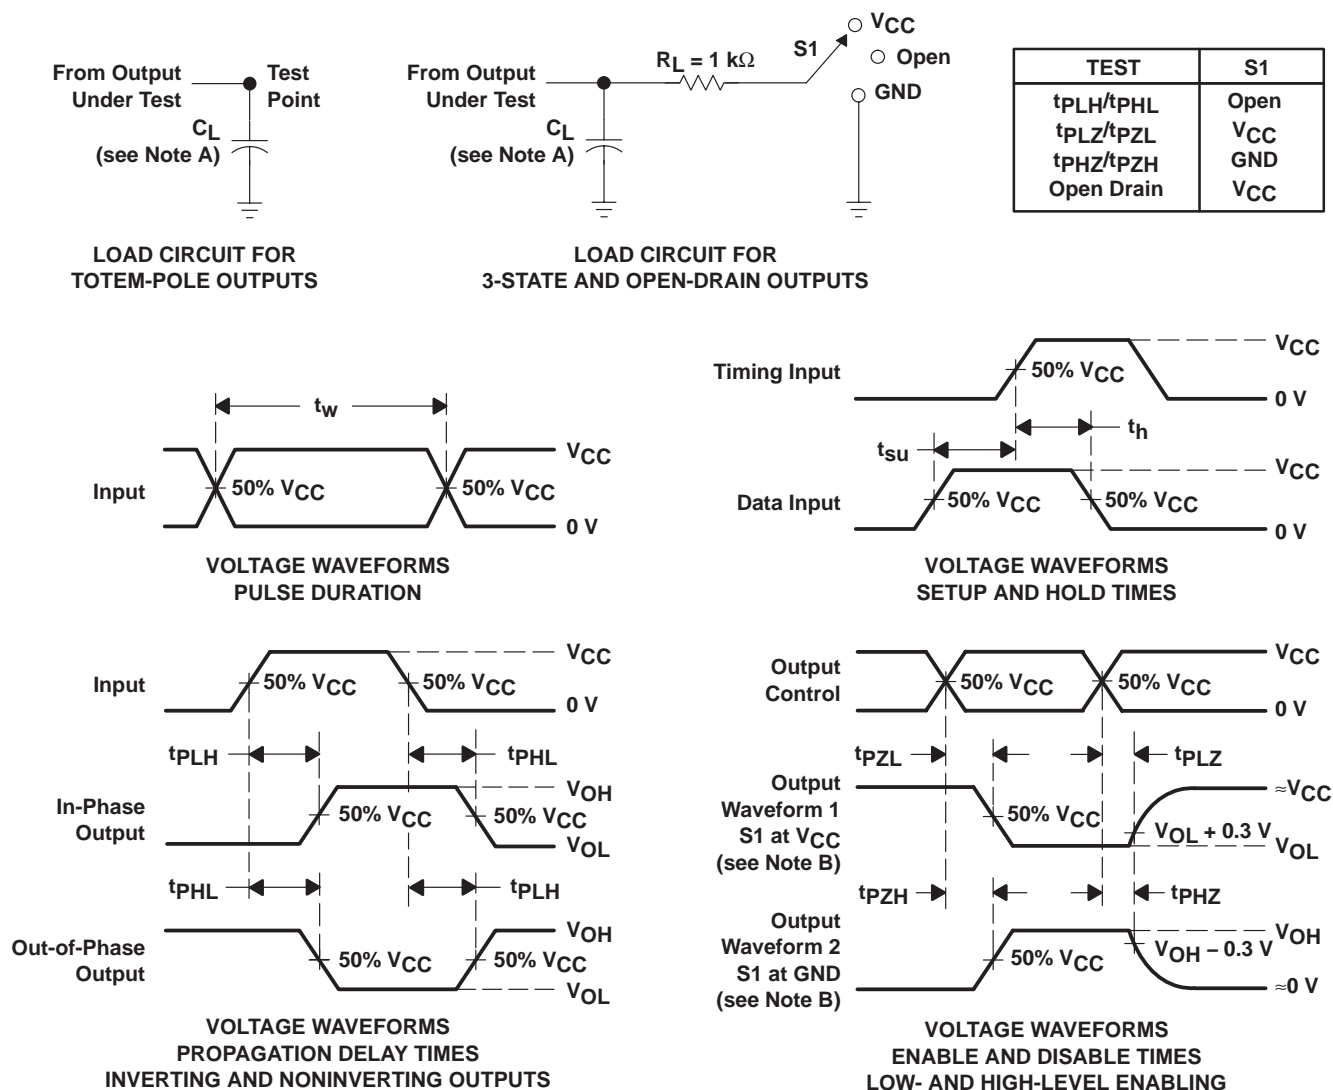 From Output
Under Test
Test
Point
CL
(see Note A)
LOAD CIRCUIT FOR
TOTEM-POLE OUTPUTS
From Output
Under Test
RL = 1 kΩ
S1
VCC
Open
GND
CL
(see Note A)
LOAD CIRCUIT FOR
3-STATE AND OPEN-DRAIN OUTPUTS
TEST S1
tPLH/tPHL Open
tPLZ/tPZL VCC
tPHZ/tPZH GND
Open Drain VCC
tw
Input
50% VCC
50% VCC
VCC
0 V
VOLTAGE WAVEFORMS
PULSE DURATION
Timing Input
50% VCC
VCC
0 V
th
tsu
Data Input
50% VCC
50% VCC
VCC
0 V
VOLTAGE WAVEFORMS
SETUP AND HOLD TIMES
Input
50% VCC
50% VCC
VCC
0 V
tPLH
tPHL
In-Phase
Output
50% VCC
50% VCC
VOH
VOL
tPHL
tPLH
Out-of-Phase
Output
50% VCC
50% VCC
VOH
VOL
VOLTAGE WAVEFORMS
PROPAGATION DELAY TIMES
INVERTING AND NONINVERTING OUTPUTS
Output
Control
50% VCC
50% VCC
VCC
0 V
tPZL
tPLZ
Output
Waveform 1
S1 at VCC
(see Note B)
50% VCC
VOL + 0.3 V
≈VCC
VOL
tPZH
tPHZ
Output
Waveform 2
S1 at GND
(see Note B)
50% VCC
VOH − 0.3 V
VOH
≈0 V
VOLTAGE WAVEFORMS
ENABLE AND DISABLE TIMES
LOW- AND HIGH-LEVEL ENABLING